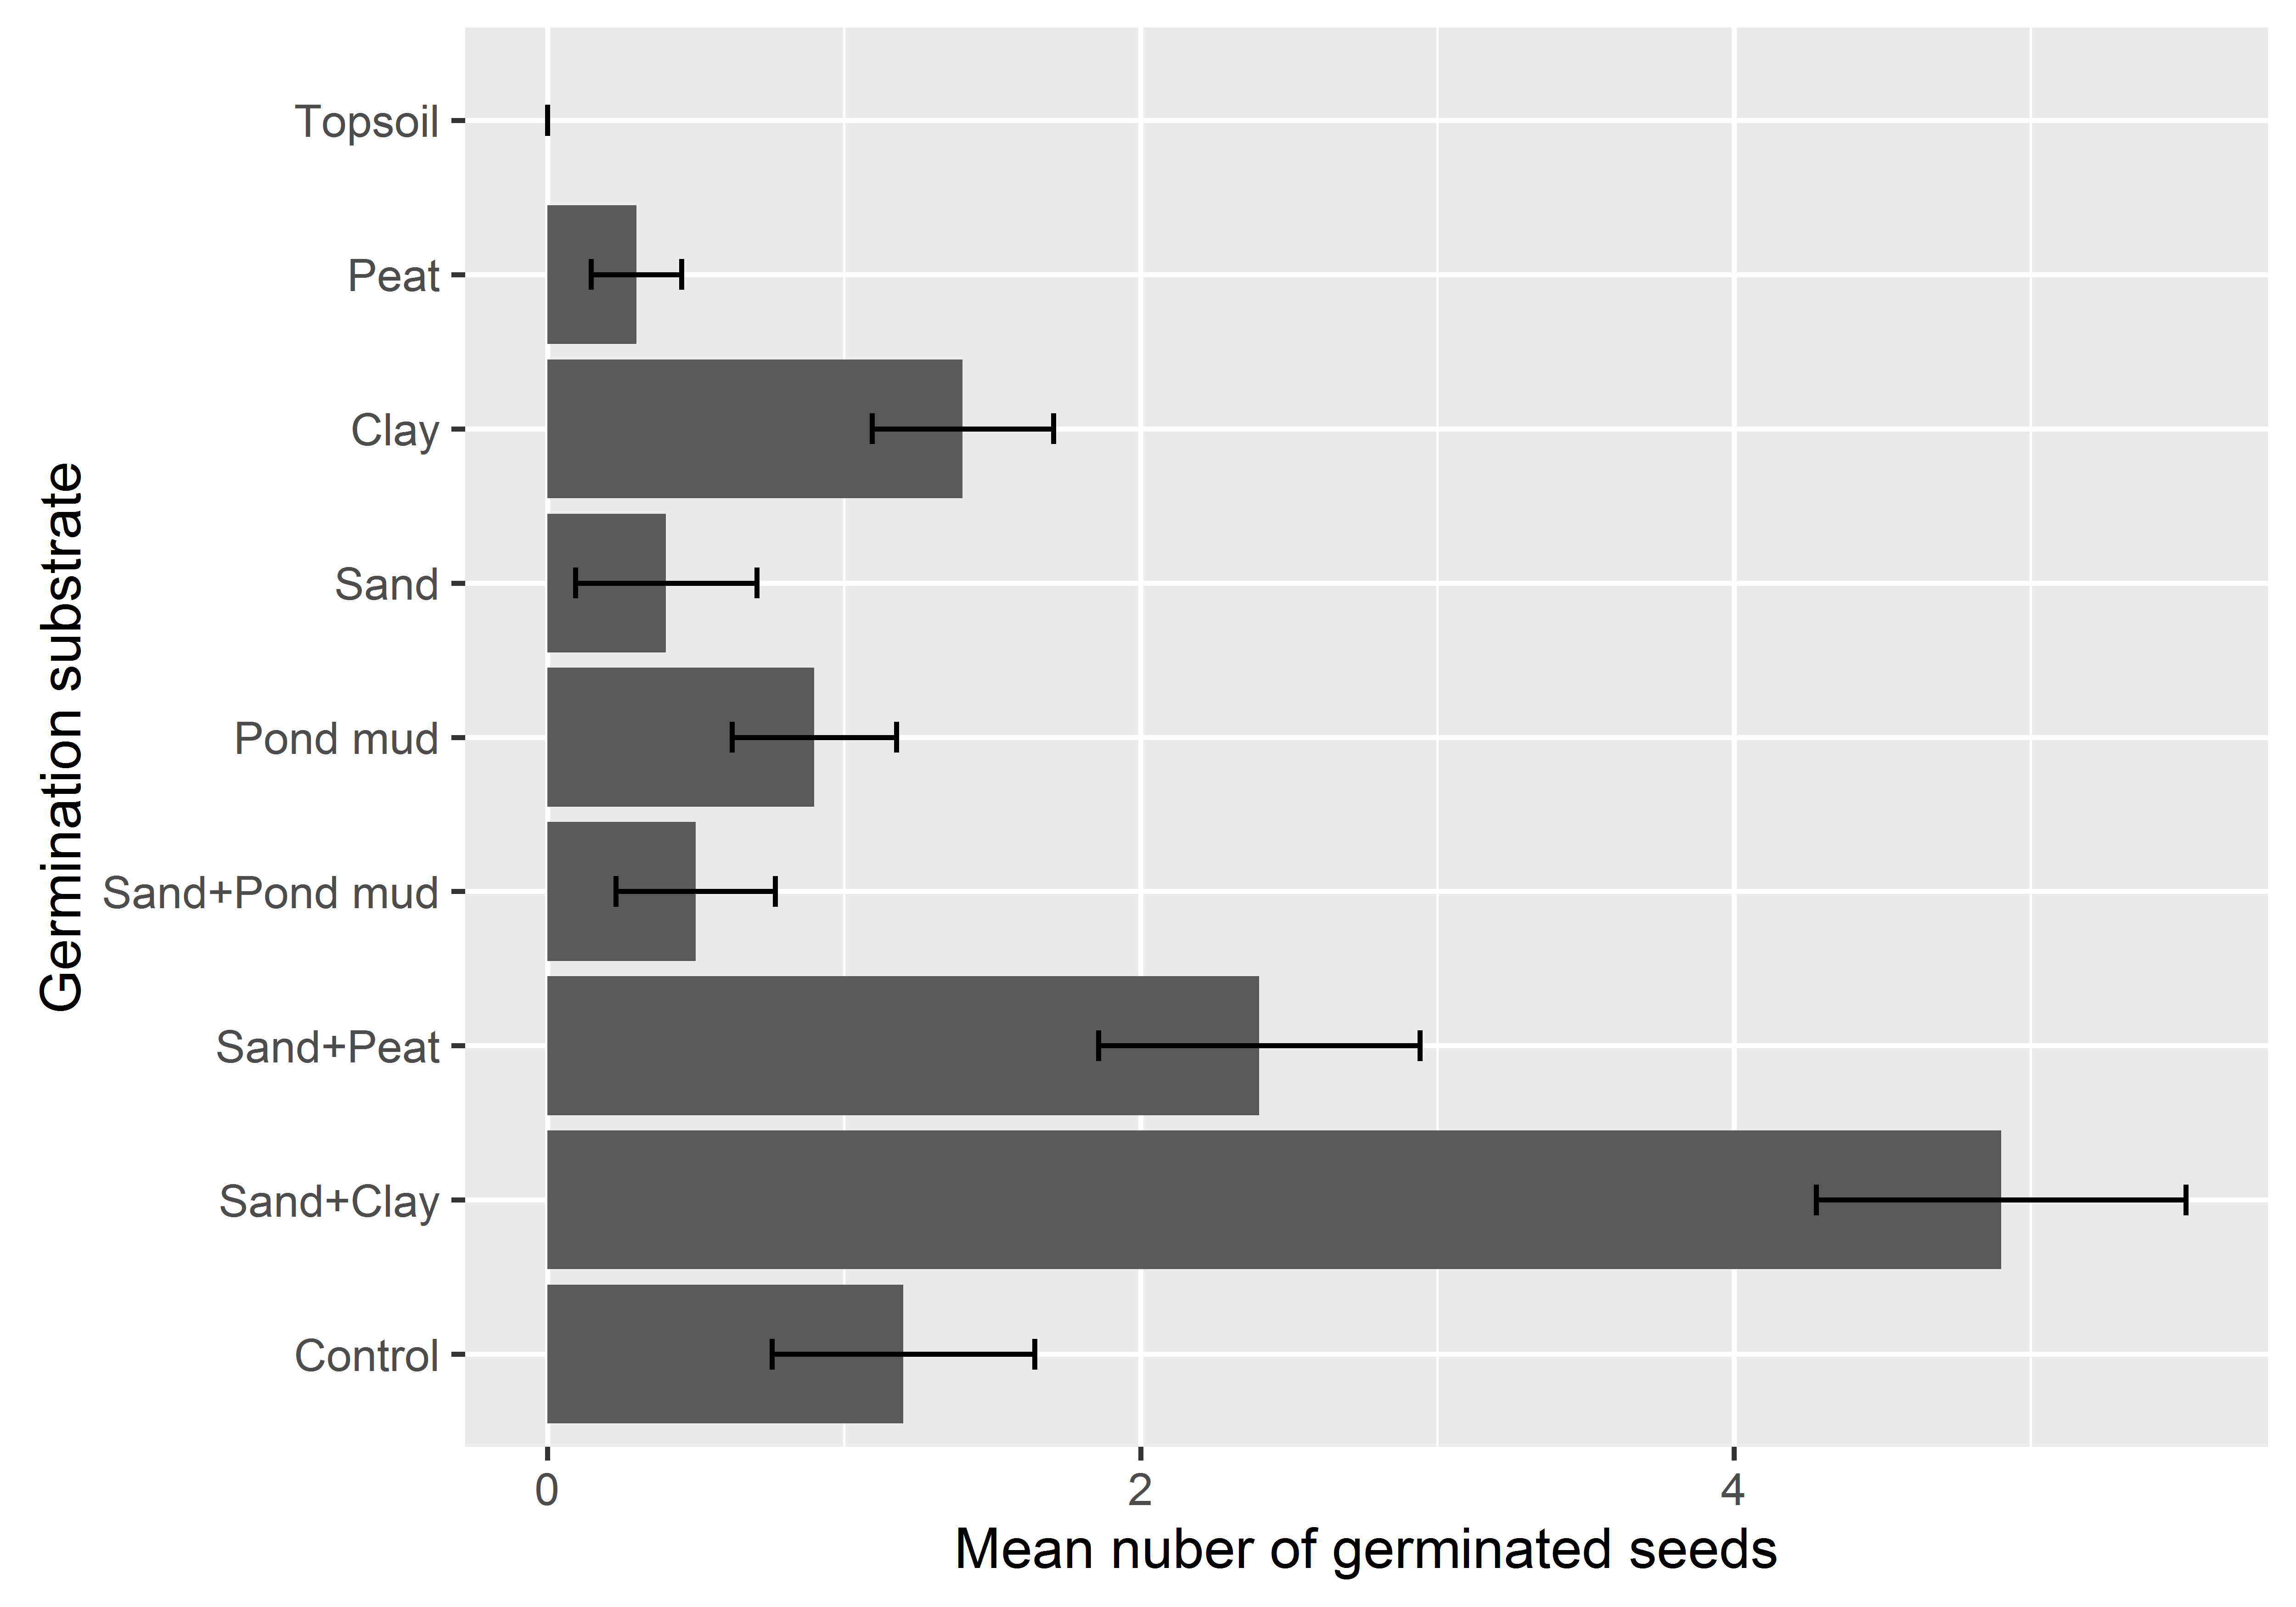 Germination substrate
Topsoil
Peat
Clay
Sand
Pond mud
Sand+Pond mud
Sand+Peat
Sand+Clay
Control
0 2 4
Mean nuber of germinated seeds